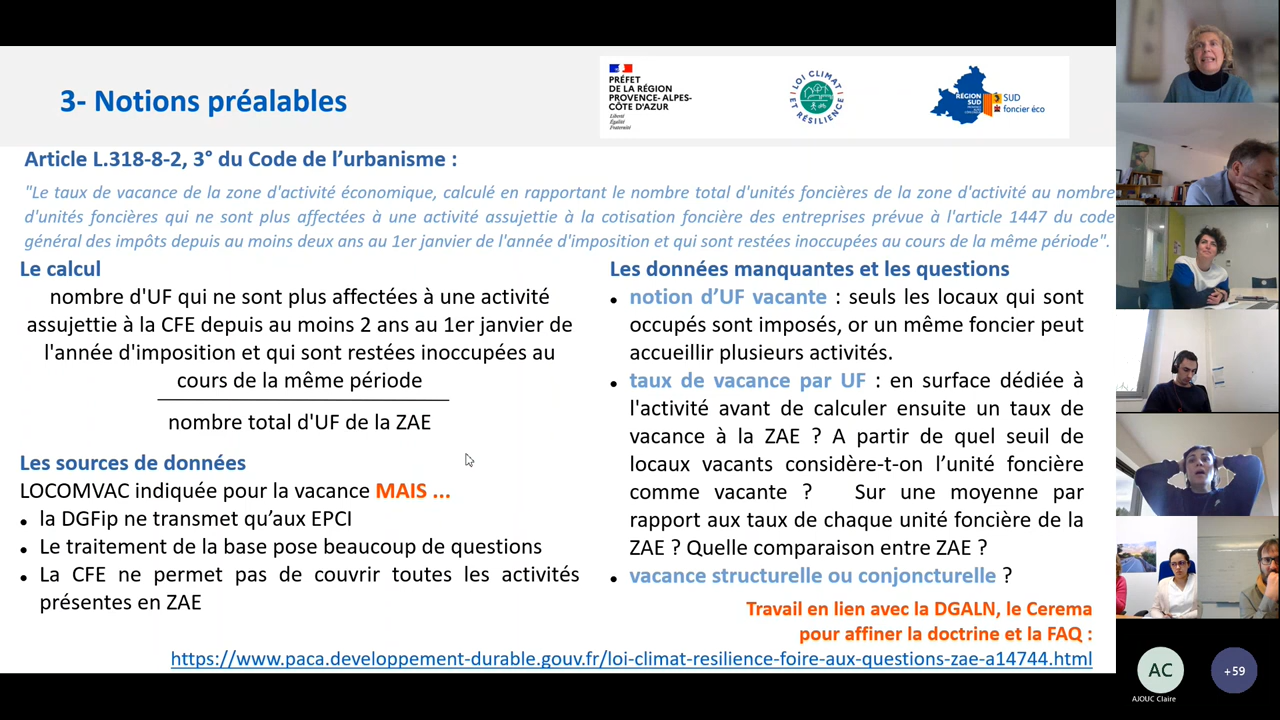 3- Notions préalables
PRÉFET
DE LA RÉGION
PROVENCE-ALPES-
CÔTE D'AZUR
Liberté
Égalité
Fraternité
LOI CLIMAT
ET RÉSILIENCE
RÉGION
SUD
SUD
foncier éco
Article L.318-8-2, 3° du Code de l’urbanisme :
"Le taux de vacance de la zone d'activité économique, calculé en rapportant le nombre total d'unités foncières de la zone d'activité au nombre
d'unités foncières qui ne sont plus affectées à une activité assujettie à la cotisation foncière des entreprises prévue à l'article 1447 du code
général des impôts depuis au moins deux ans au 1er janvier de l'année d'imposition et qui sont restées inoccupées au cours de la même période".
Le calcul
nombre d'UF qui ne sont plus affectées à une activité
assujettie à la CFE depuis au moins 2 ans au 1er janvier de
l'année d'imposition et qui sont restées inoccupées au
cours de la même période
nombre total d'UF de la ZAE
Les sources de données
LOCOMVAC indiquée pour la vacance MAIS ...
• la DGFip ne transmet qu’aux EPCI
• Le traitement de la base pose beaucoup de questions
• La CFE ne permet pas de couvrir toutes les activités
présentes en ZAE
Les données manquantes et les questions
• notion d’UF vacante : seuls les locaux qui sont
occupés sont imposés, or un même foncier peut
accueillir plusieurs activités.
• taux de vacance par UF : en surface dédiée à
l'activité avant de calculer ensuite un taux de
vacance à la ZAE ? A partir de quel seuil de
locaux vacants considère-t-on l’unité foncière
comme vacante ? Sur une moyenne par
rapport aux taux de chaque unité foncière de la
ZAE ? Quelle comparaison entre ZAE ?
• vacance structurelle ou conjoncturelle ?
Travail en lien avec la DGALN, le Cerema
pour affiner la doctrine et la FAQ :
https://www.paca.developpement-durable.gouv.fr/loi-climat-resilience-foire-aux-questions-zae-a14744.html
AC
AJOUC Claire
+59